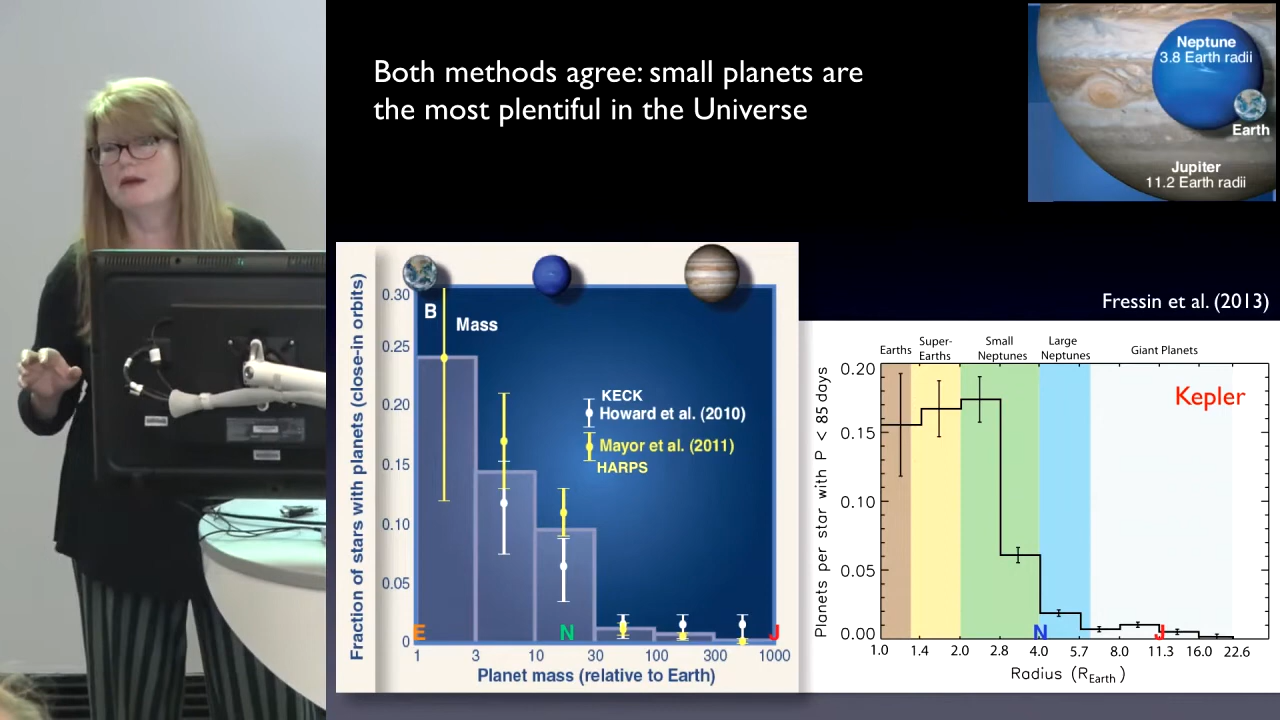 Both methods agree: small planets are
the most plentiful in the Universe
Neptune
3.8 Earth radii
Earth
Jupiter
11.2 Earth radii
Fraction of stars with planets (close-in orbits)
0.30
0.25
0.20
0.15
0.10
0.05
0
B
Mass
KECK
Howard et al. (2010)
Mayor et al. (2011)
HARPS
E
N
J
1 3 10 30 100 300 1000
Planet mass (relative to Earth)
Fressin et al. (2013)
Earths
Super-
Earths
Small
Neptunes
Large
Neptunes
Giant Planets
Kepler
Planets per star with P < 85 days
0.20
0.15
0.10
0.05
0.00
N
J
1.0 1.4 2.0 2.8 4.0 5.7 8.0 11.3 16.0 22.6
Radius (REarth)